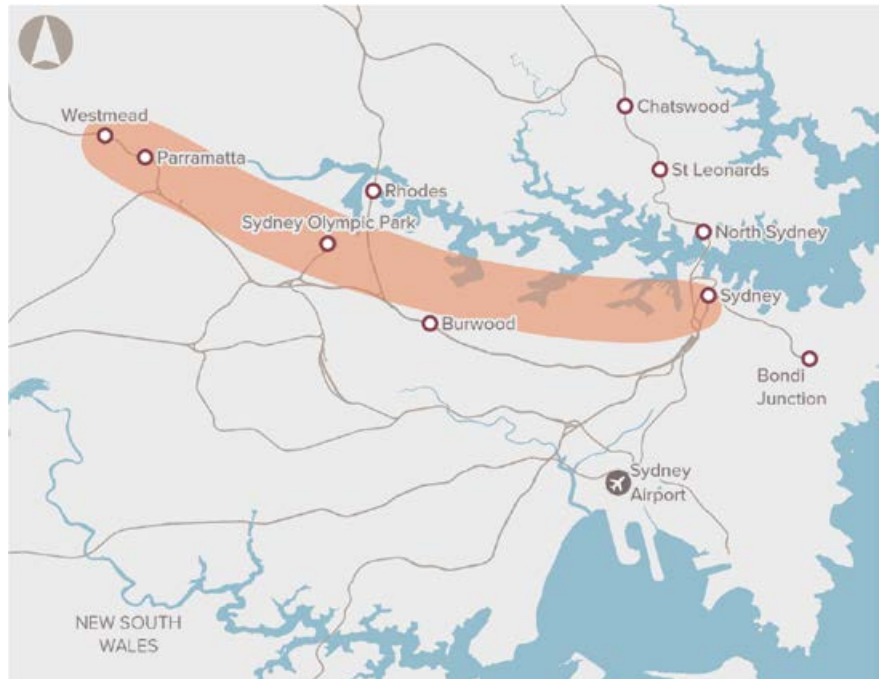 Westmead
Chatswood
Parramatta
St Leonards
Rhodes
Sydney Olympic Park
North Sydney
Sydney
Burwood
Bondi
Junction
Sydney
Airport
NEW SOUTH
WALES